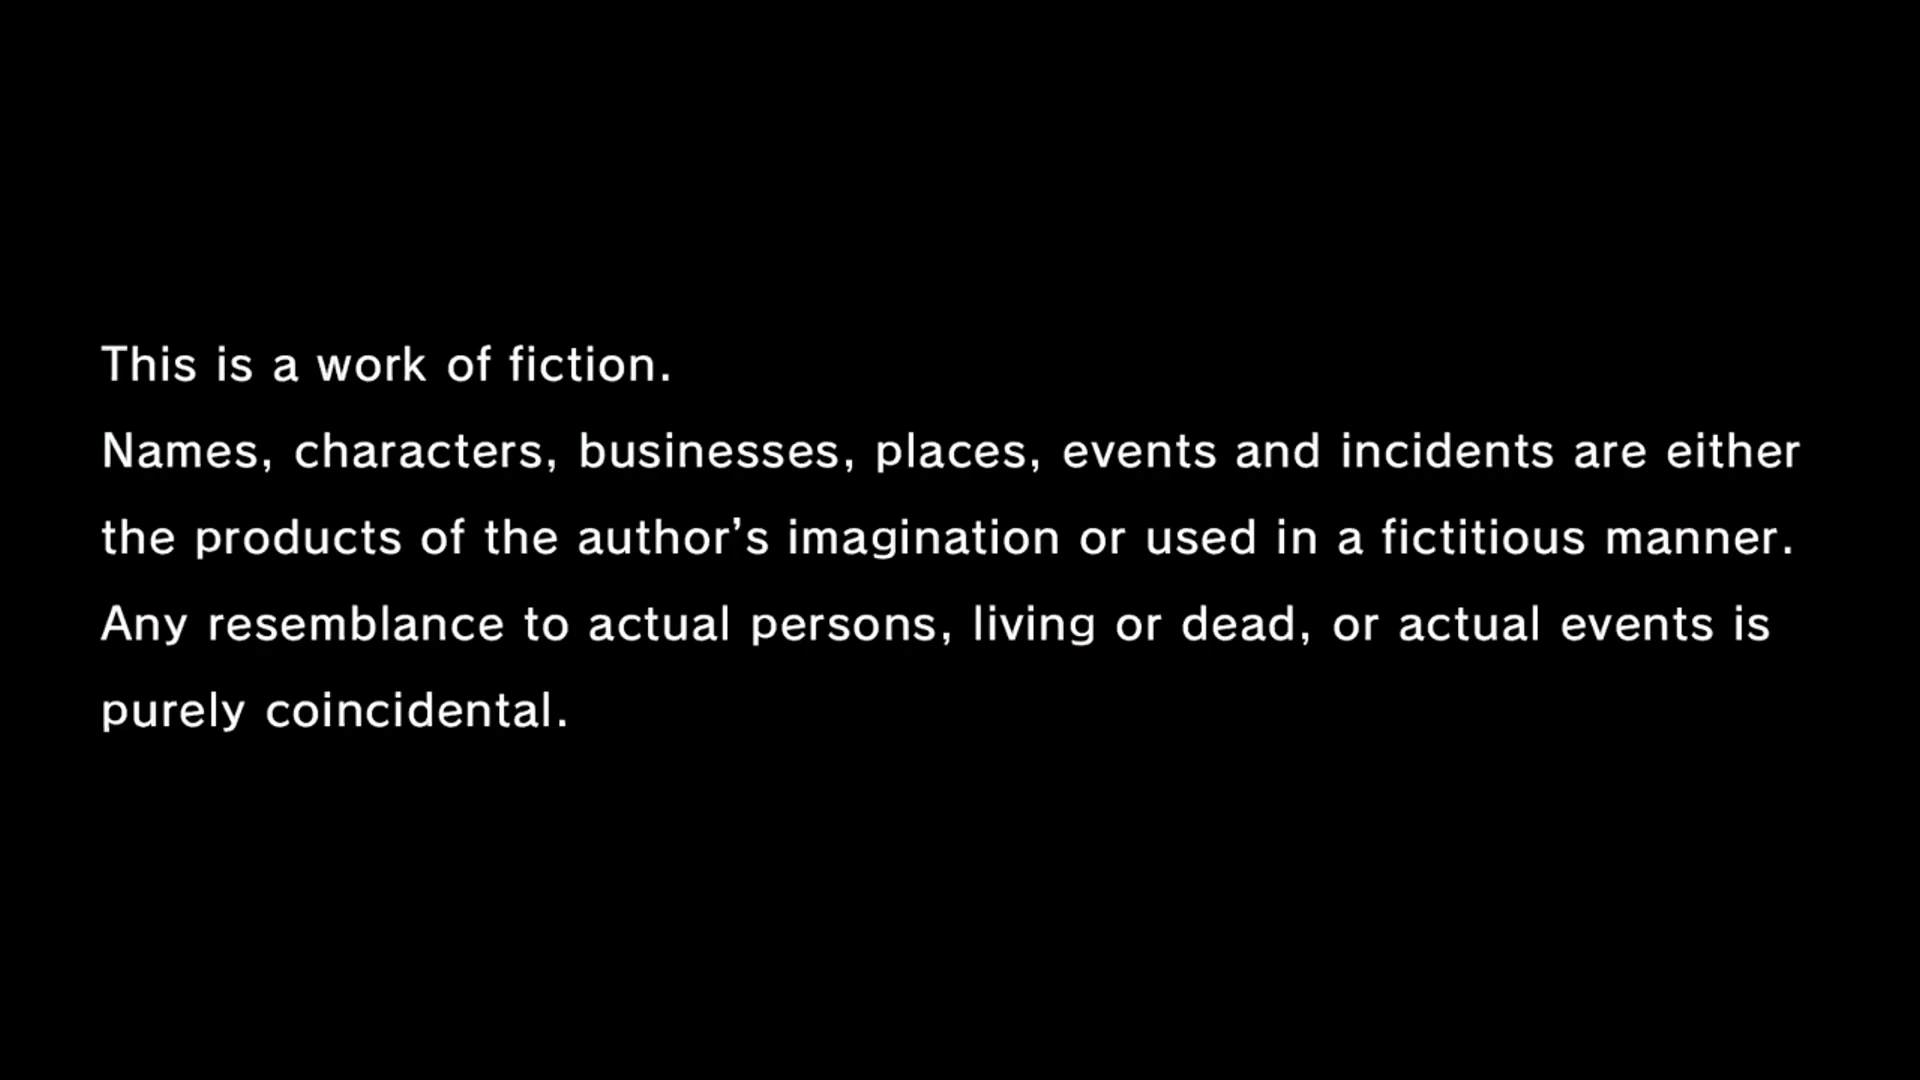 This is a work of fiction.
Names, characters, businesses, places, events and incidents are either
the products of the author’s imagination or used in a fictitious manner.
Any resemblance to actual persons, living or dead, or actual events is
purely coincidental.